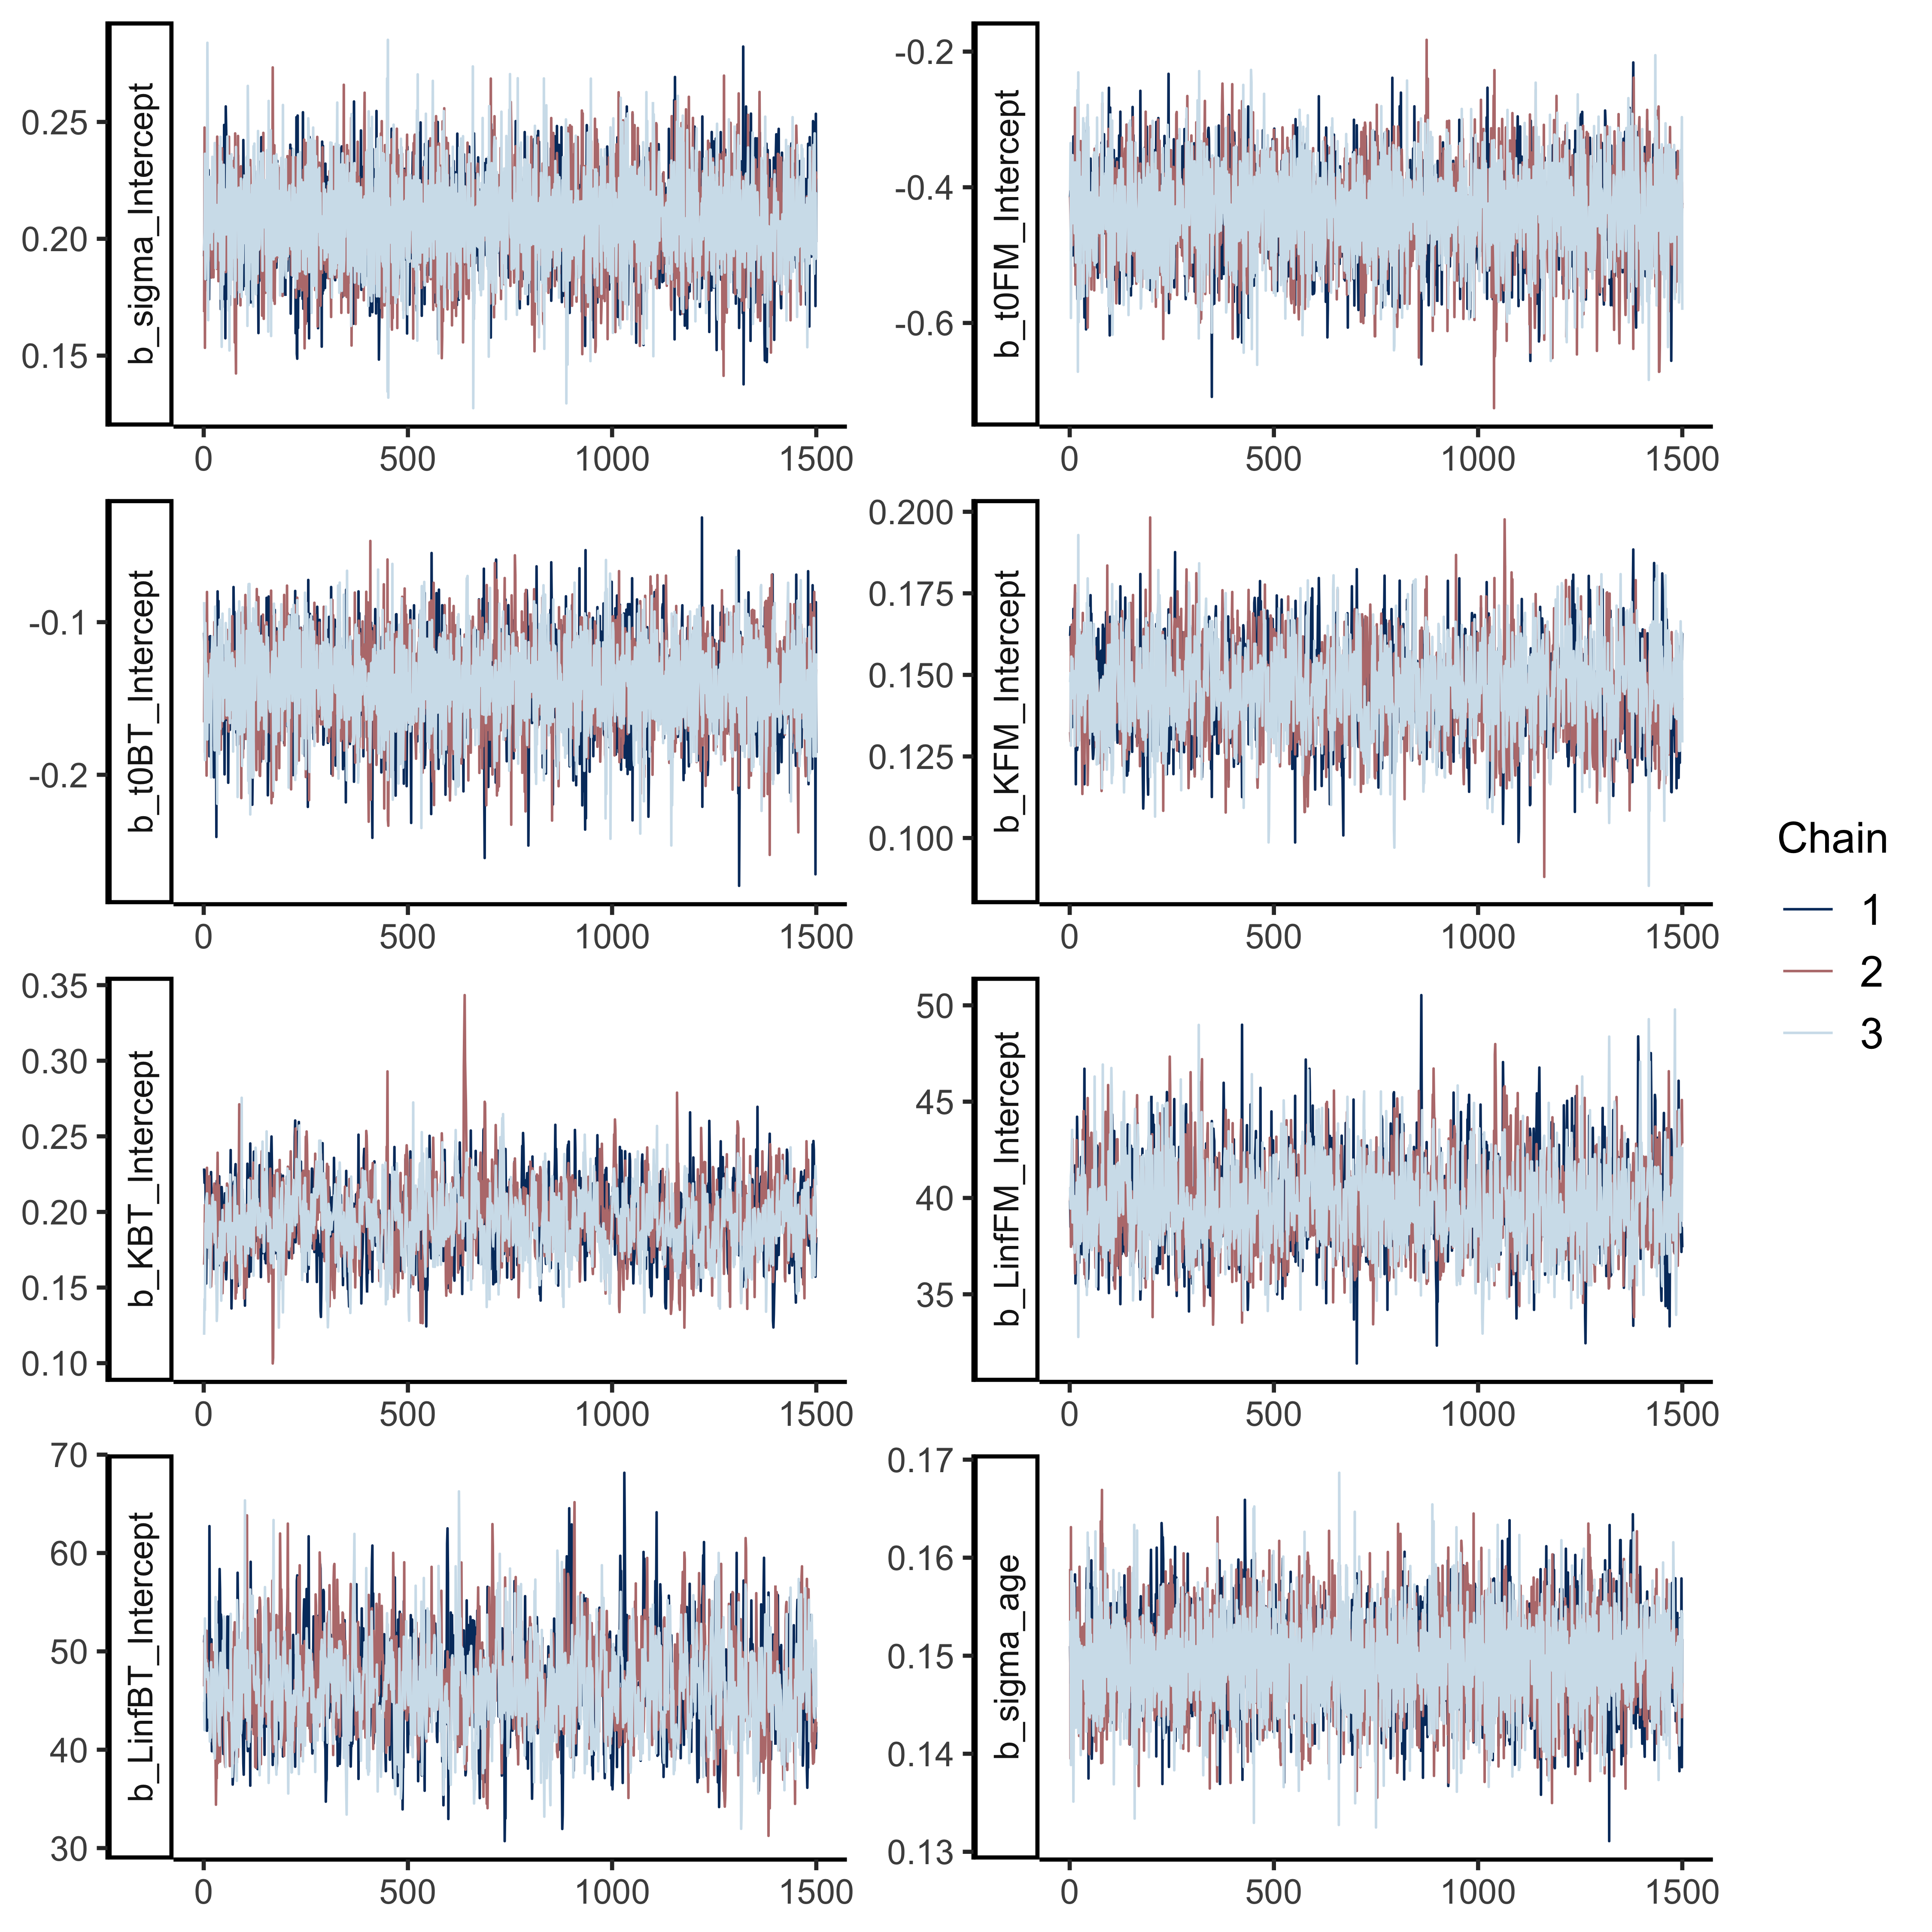 b_sigma_Intercept
0.25
0.20
0.15
0 500 1000 1500
b_t0FM_Intercept
-0.2
-0.4
-0.6
0 500 1000 1500
b_t0BT_Intercept
-0.1
-0.2
0 500 1000 1500
b_KFM_Intercept
0.200
0.175
0.150
0.125
0.100
0 500 1000 1500
b_KBT_Intercept
0.35
0.30
0.25
0.20
0.15
0.10
0 500 1000 1500
b_LinfFM_Intercept
50
45
40
35
0 500 1000 1500
b_LinfBT_Intercept
70
60
50
40
30
0 500 1000 1500
b_sigma_age
0.17
0.16
0.15
0.14
0.13
0 500 1000 1500
Chain
1
2
3